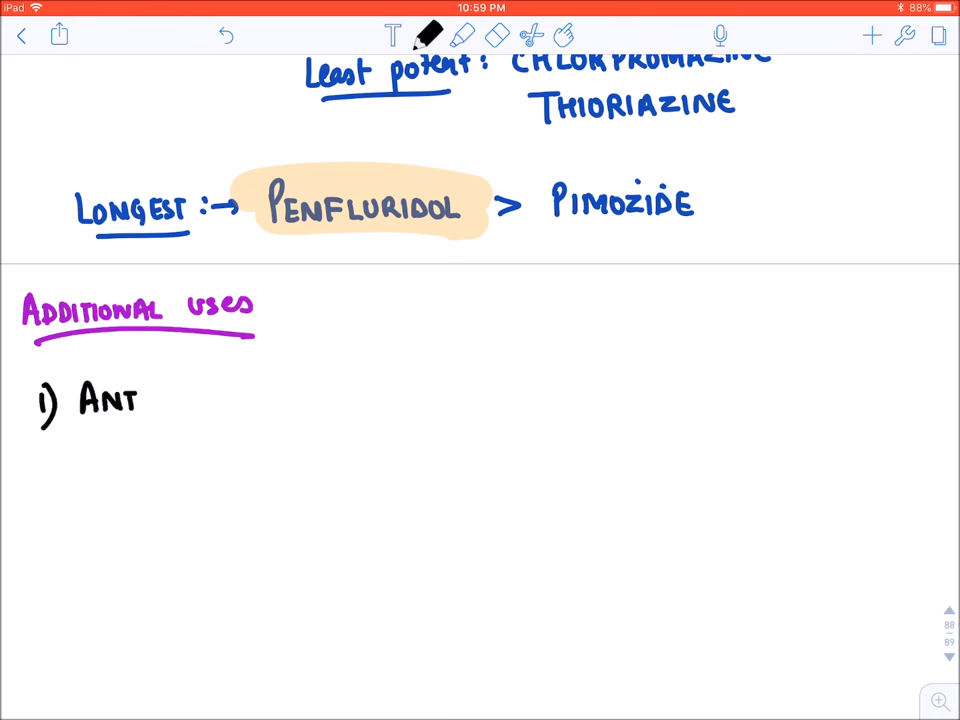 iPad 10:59 PM 88%
T
Least potent : CHLORPROMAZINE
THIORIAZINE
LONGEST :→ PENFLURIDOL > PIMOZIDE
ADDITIONAL USES
1) ANT
88
89